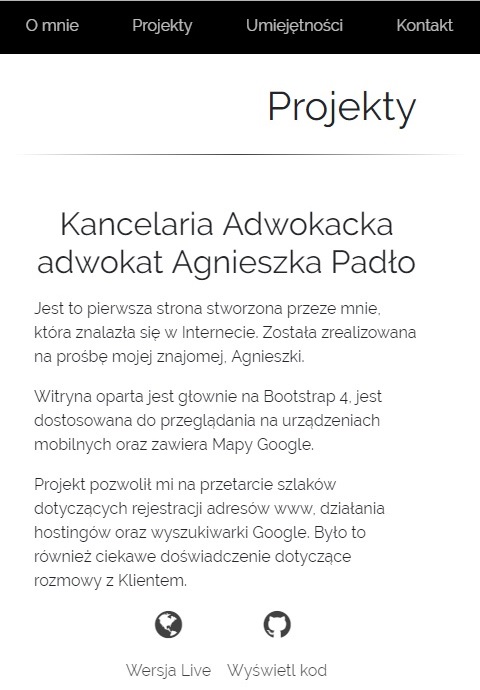 O mnie Projekty Umiejętności Kontakt
Projekty
Kancelaria Adwokacka
adwokat Agnieszka Padło
Jest to pierwsza strona stworzona przeze mnie,
która znalazła się w Internecie. Została zrealizowana
na prośbę mojej znajomej, Agnieszki.
Witryna oparta jest głownie na Bootstrap 4, jest
dostosowana do przeglądania na urządzeniach
mobilnych oraz zawiera Mapy Google.
Projekt pozwolił mi na przetarcie szlaków
dotyczących rejestracji adresów www, działania
hostingów oraz wyszukiwarki Google. Było to
również ciekawe doświadczenie dotyczące
rozmowy z Klientem.
Wersja Live Wyświetl kod